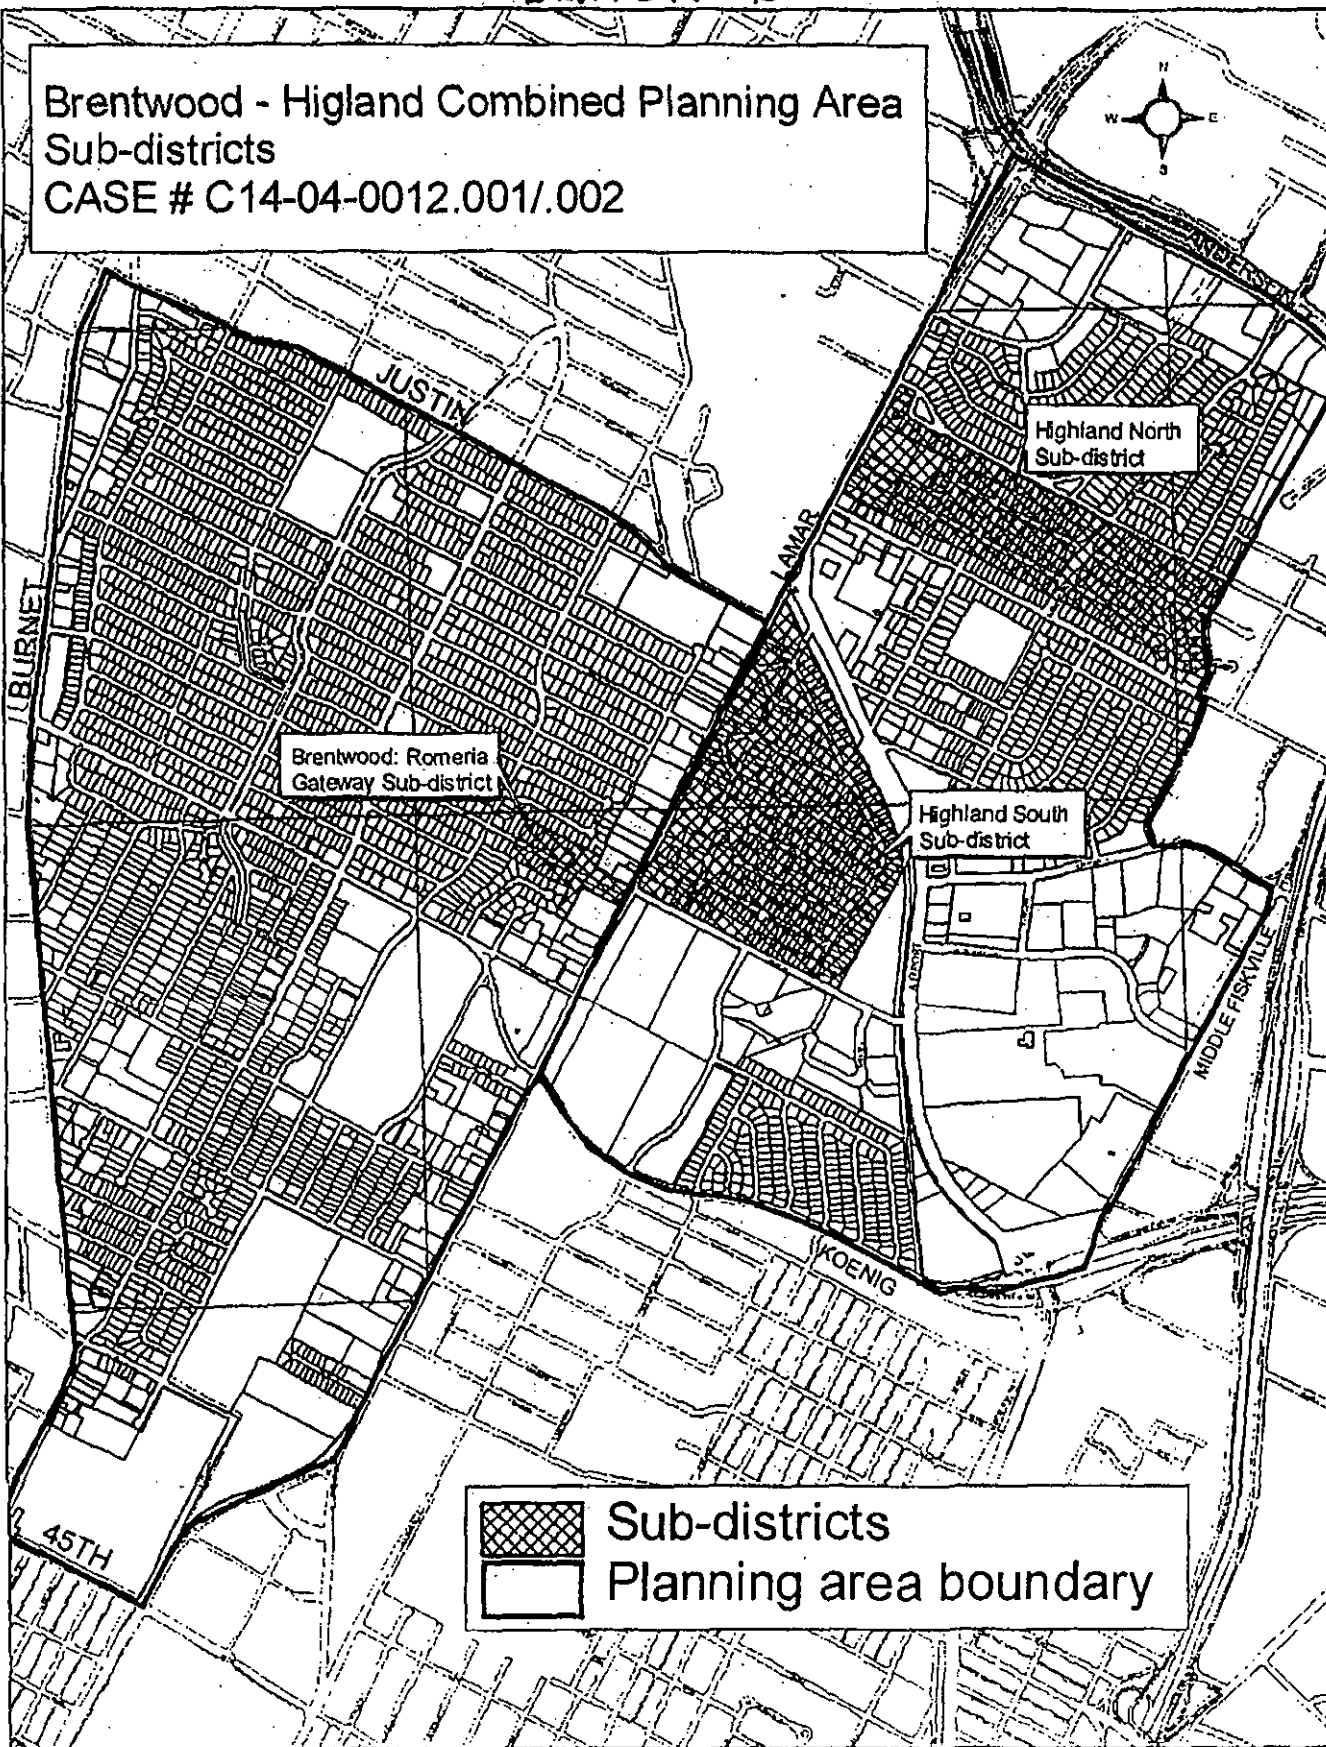 Brentwood - Higland Combined Planning Area
Sub-districts
CASE # C14-04-0012.001/.002
N
W
E
S
ANDERSON
JUSTIN
Highland North
Sub-district
LAMAR
BURNET
Brentwood: Romeria
Gateway Sub-district
Highland South
Sub-district
AIRPORT
MIDDLE FISKVILLE
KOENIG
45TH
Sub-districts
Planning area boundary